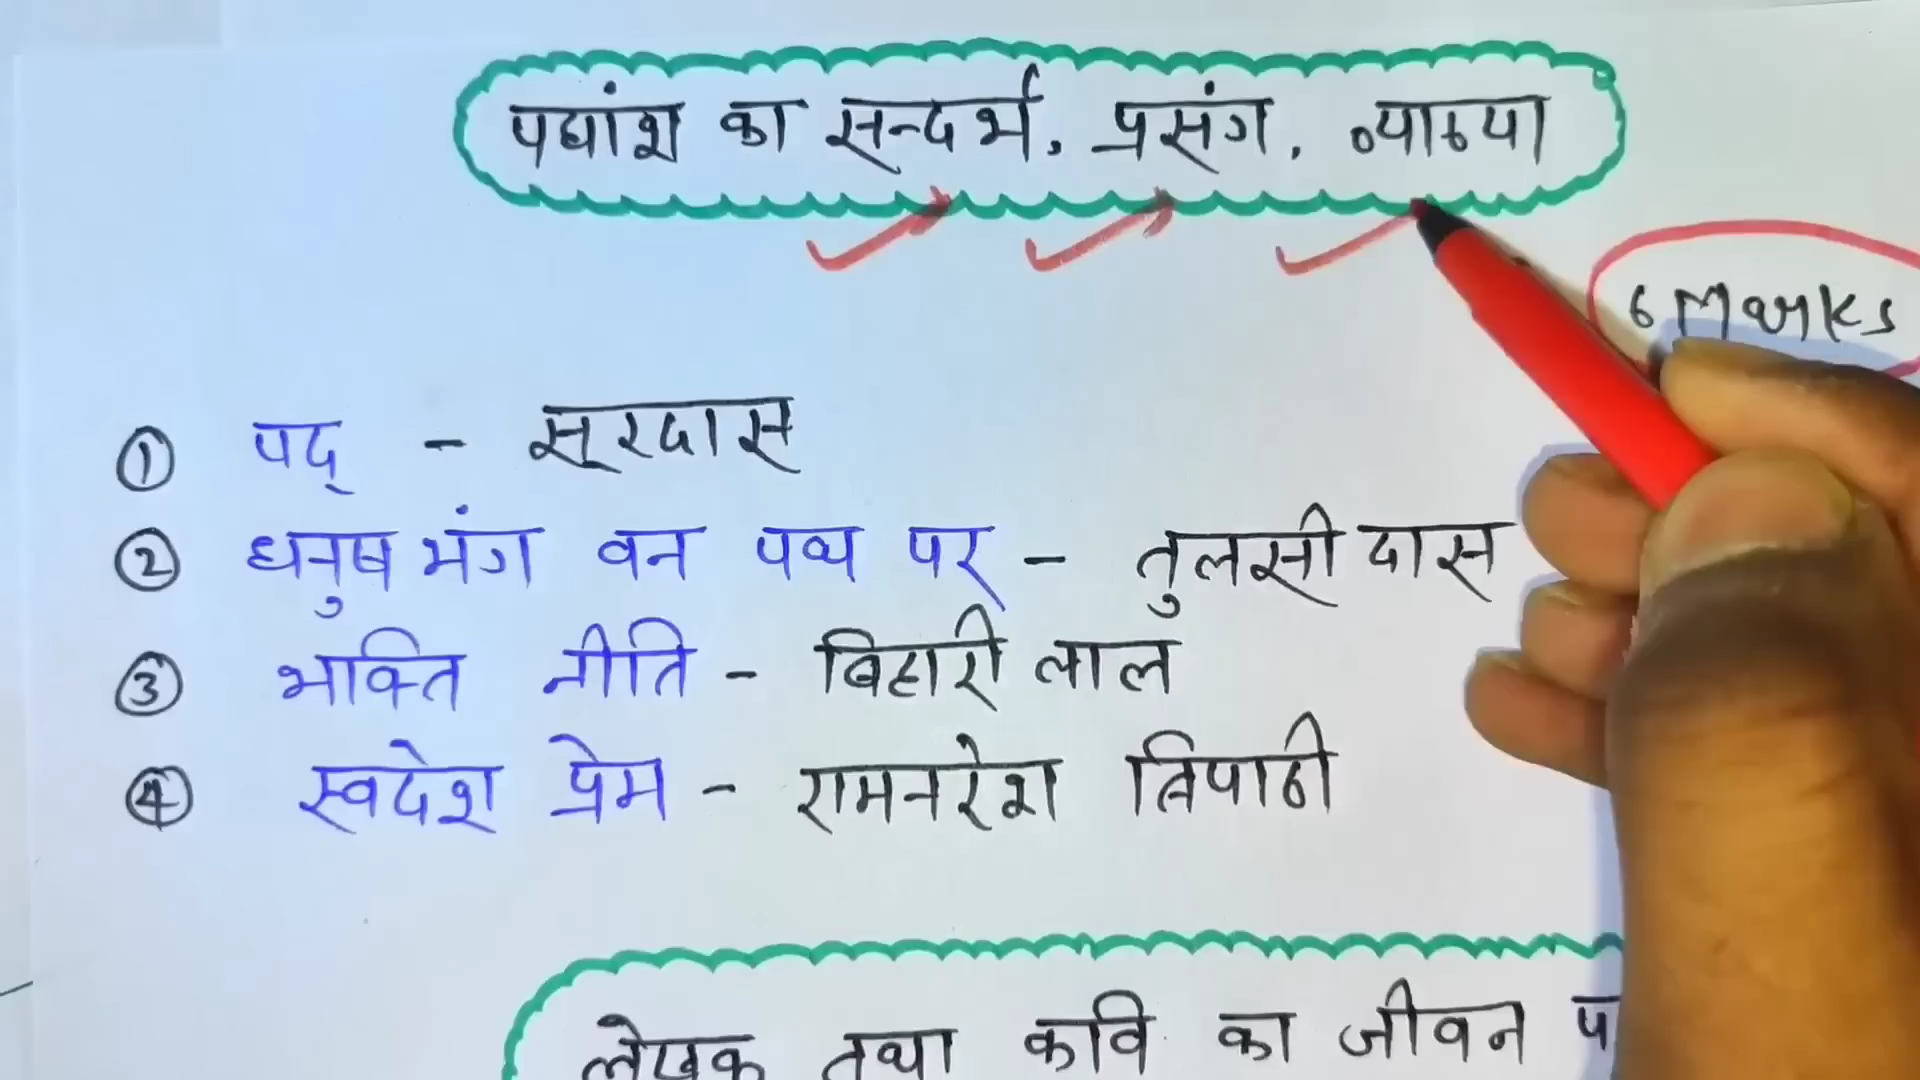 पद्यांश का सन्दर्भ, प्रसंग, व्याख्या
6 Marks
① पद् - सूरदास
② धनुष भंग वन पथ पर - तुलसी दास
③ भक्ति नीति - बिहारी लाल
④ स्वदेश प्रेम - रामनरेश त्रिपाठी
लेखक तथा कवि का जीवन